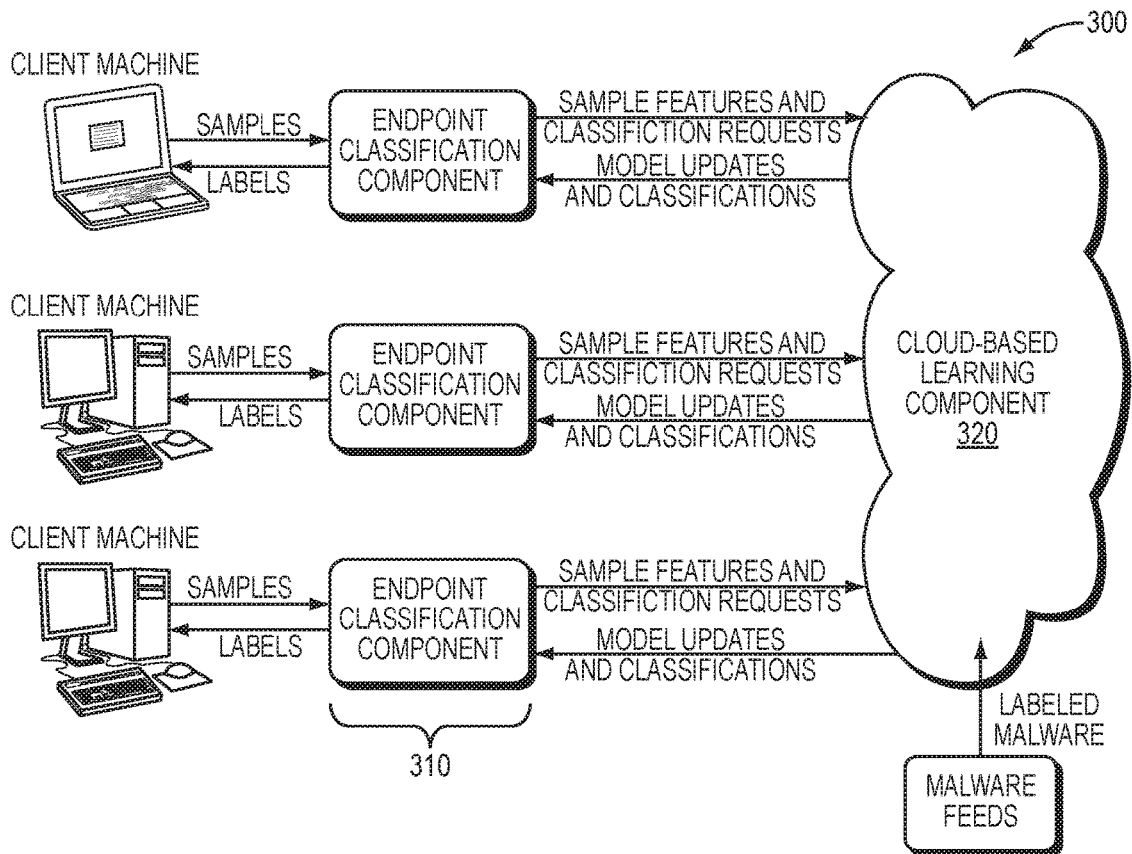 300
CLIENT MACHINE
SAMPLES
LABELS
ENDPOINT
CLASSIFICATION
COMPONENT
SAMPLE FEATURES AND
CLASSIFICTION REQUESTS
MODEL UPDATES
AND CLASSIFICATIONS
CLIENT MACHINE
SAMPLES
LABELS
ENDPOINT
CLASSIFICATION
COMPONENT
SAMPLE FEATURES AND
CLASSIFICTION REQUESTS
MODEL UPDATES
AND CLASSIFICATIONS
CLOUD-BASED
LEARNING
COMPONENT
320
CLIENT MACHINE
SAMPLES
LABELS
ENDPOINT
CLASSIFICATION
COMPONENT
SAMPLE FEATURES AND
CLASSIFICTION REQUESTS
MODEL UPDATES
AND CLASSIFICATIONS
310
LABELED
MALWARE
MALWARE
FEEDS